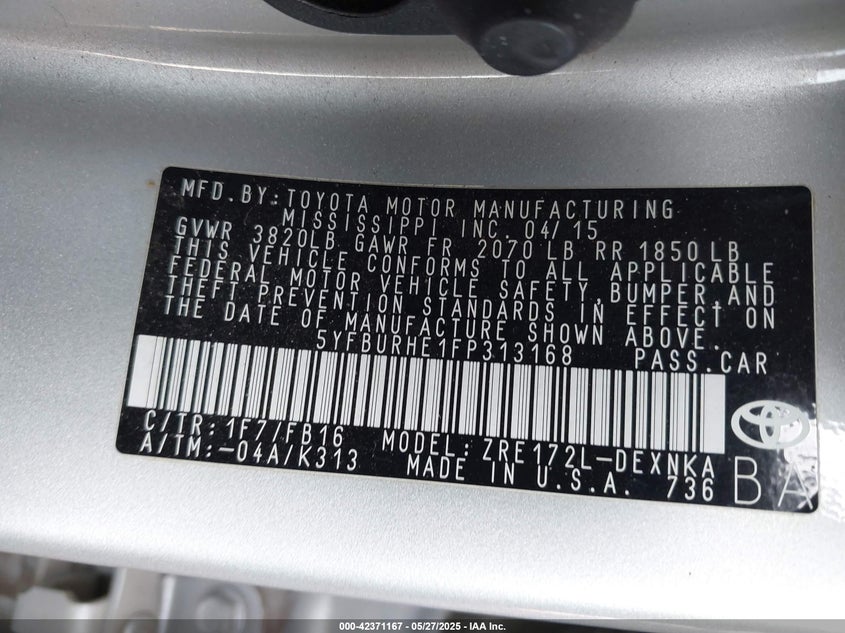 MFD.BY:TOYOTA MOTOR MANUFACTURING
MISSISSIPPI INC. 04/15
GVWR 3820LB GAWR FR 2070 LB RR 1850 LB
THIS VEHICLE CONFORMS TO ALL APPLICABLE
FEDERAL MOTOR VEHICLE SAFETY,BUMPER,AND
THEFT PREVENTION STANDARDS IN EFFECT ON
THE DATE OF MANUFACTURE SHOWN ABOVE.
5YFBURHE1FP313168 PASS.CAR
C/TR:1F7/FB16 MODEL:ZRE172L-DEXNKA
A/TM:-04A/K313 MADE IN U.S.A. 736
BA
000-42371167 - 05/27/2025 - IAA Inc.